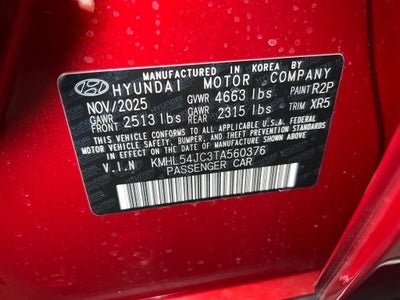 MANUFACTURED IN KOREA BY
HYUNDAI MOTOR COMPANY
NOV/2025 GVWR 4663 lbs PAINT R2P
GAWR FRONT 2513 lbs GAWR REAR 2315 lbs TRIM XR5
THIS VEHICLE CONFORMS TO ALL APPLICABLE U.S.A. FEDERAL
MOTOR VEHICLE SAFETY, BUMPER, AND THEFT PREVENTION
STANDARDS IN EFFECT ON THE DATE OF MANUFACTURE
SHOWN ABOVE.
V.I.N KMHL54JC3TA560376
PASSENGER CAR